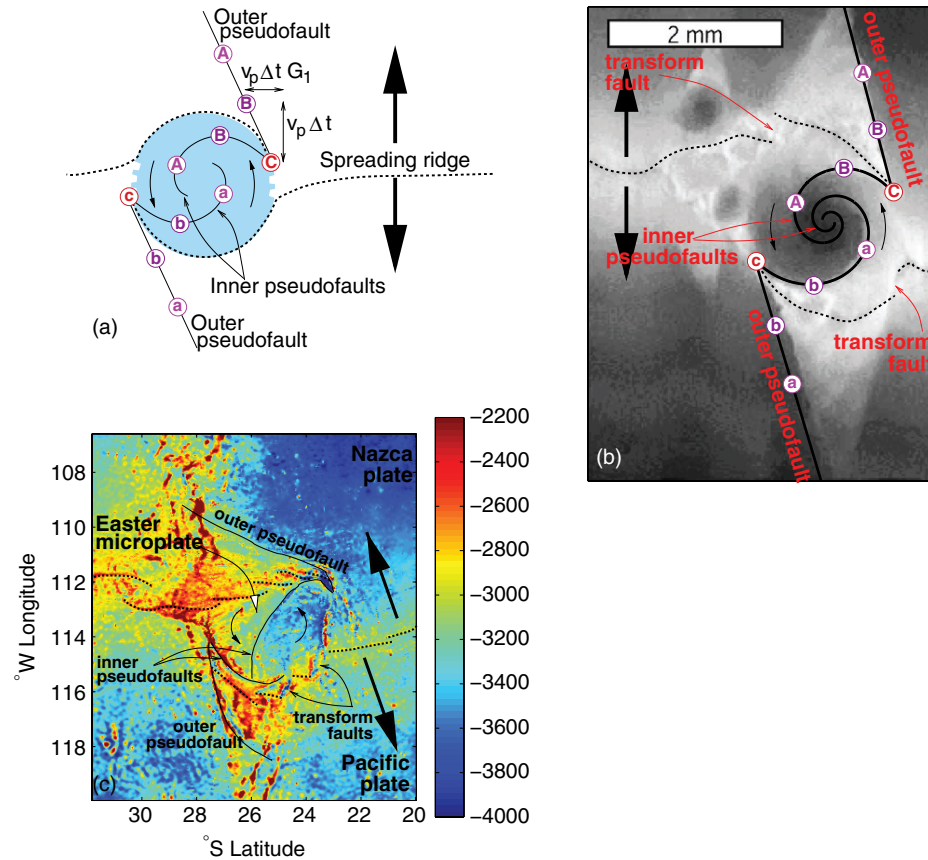 Outer
pseudofault
A
v_p Δt G_1
B
v_p Δt
B
C
A
a
Spreading ridge
c
b
b
Inner pseudofaults
a
(a)
Outer
pseudofault
2 mm
transform
fault
outer pseudofault
A
B
B
C
A
inner
pseudofaults
a
c
b
b
a
outer pseudofault
transform
fault
(b)
108
110
112
114
116
118
°W Longitude
30
28
26
24
22
20
°S Latitude
Nazca
plate
Easter
microplate
outer pseudofault
inner
pseudofaults
outer
pseudofault
transform
faults
Pacific
plate
(c)
−2200
−2400
−2600
−2800
−3000
−3200
−3400
−3600
−3800
−4000